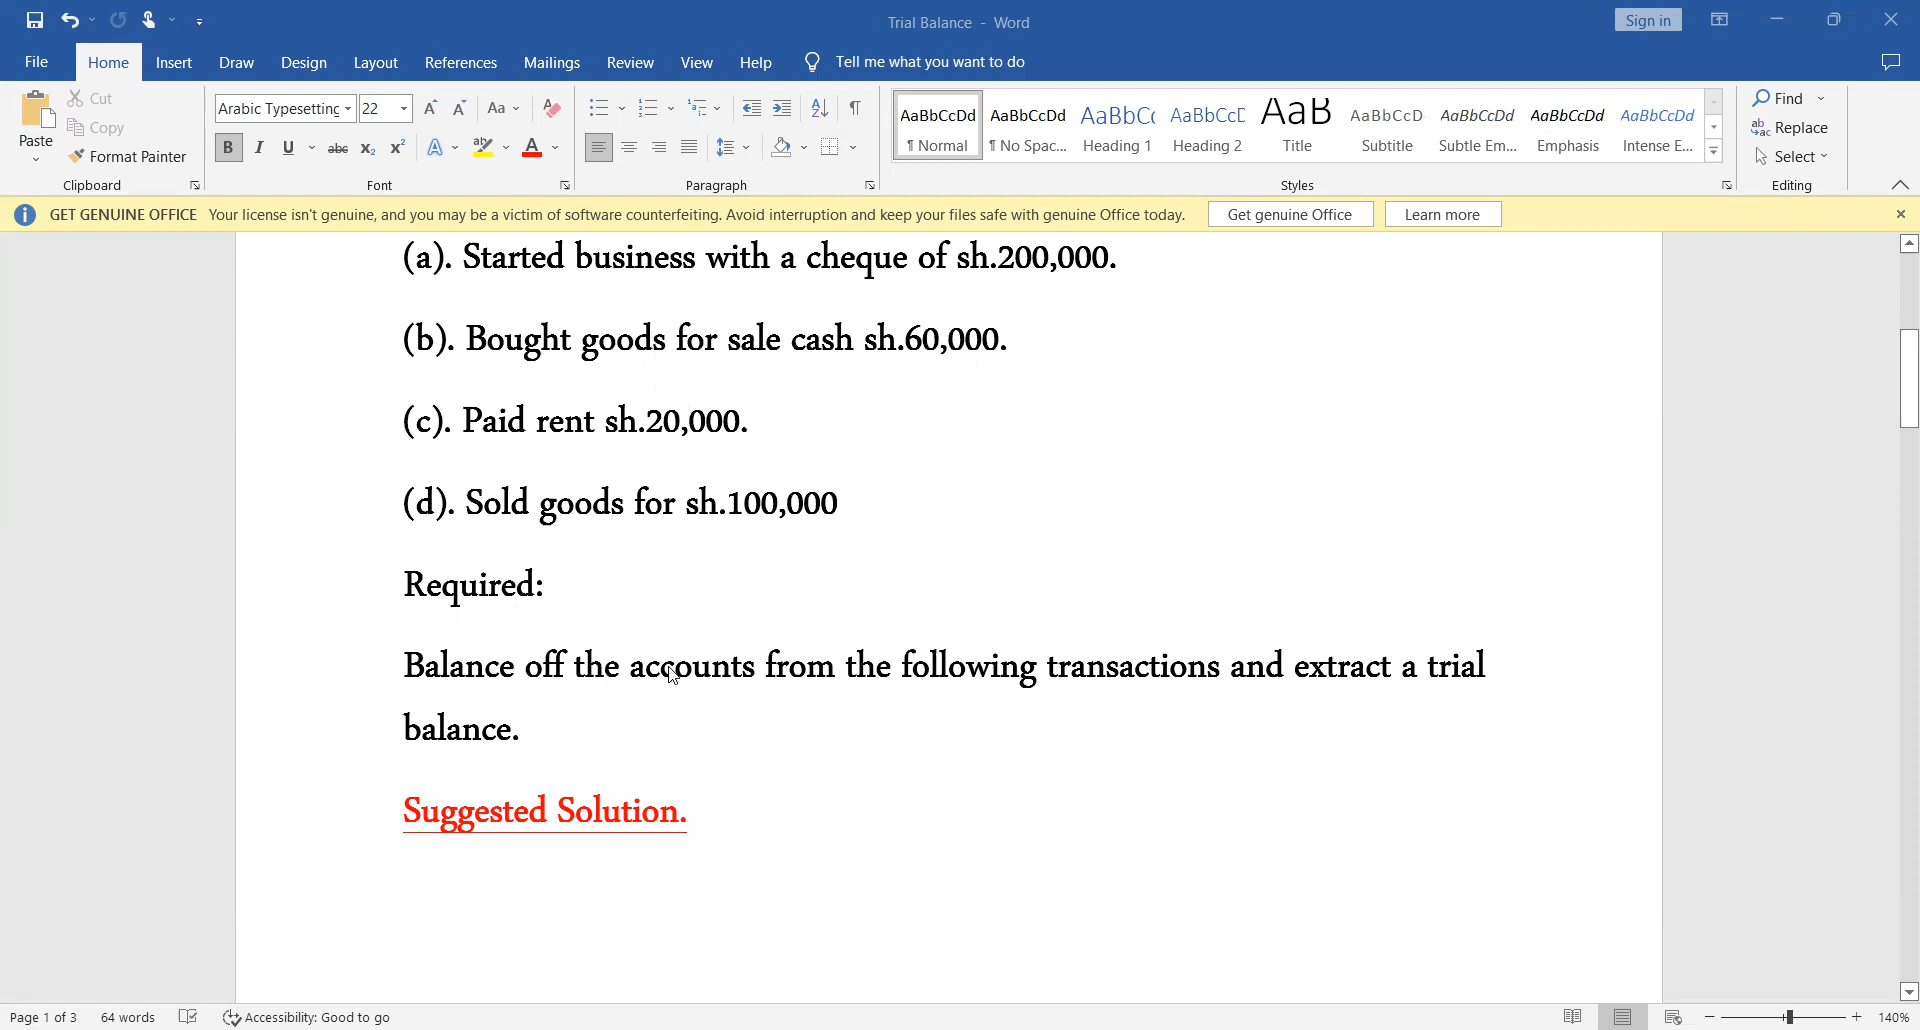 Trial Balance - Word
Sign in
File Home Insert Draw Design Layout References Mailings Review View Help Tell me what you want to do
Paste
Cut
Copy
Format Painter
Clipboard
Arabic Typesetting 22 Aa
B I U abc x₂ x² A ab A
Font
Paragraph
AaBbCcDd AaBbCcDd AaBbCc AaBbCcC AaB AaBbCcD AaBbCcDd AaBbCcDd AaBbCcDd
¶ Normal ¶ No Spac... Heading 1 Heading 2 Title Subtitle Subtle Em... Emphasis Intense E...
Styles
Find
Replace
Select
Editing
GET GENUINE OFFICE Your license isn't genuine, and you may be a victim of software counterfeiting. Avoid interruption and keep your files safe with genuine Office today. Get genuine Office Learn more
(a). Started business with a cheque of sh.200,000.
(b). Bought goods for sale cash sh.60,000.
(c). Paid rent sh.20,000.
(d). Sold goods for sh.100,000
Required:
Balance off the accounts from the following transactions and extract a trial
balance.
Suggested Solution.
Page 1 of 3 64 words Accessibility: Good to go 140%